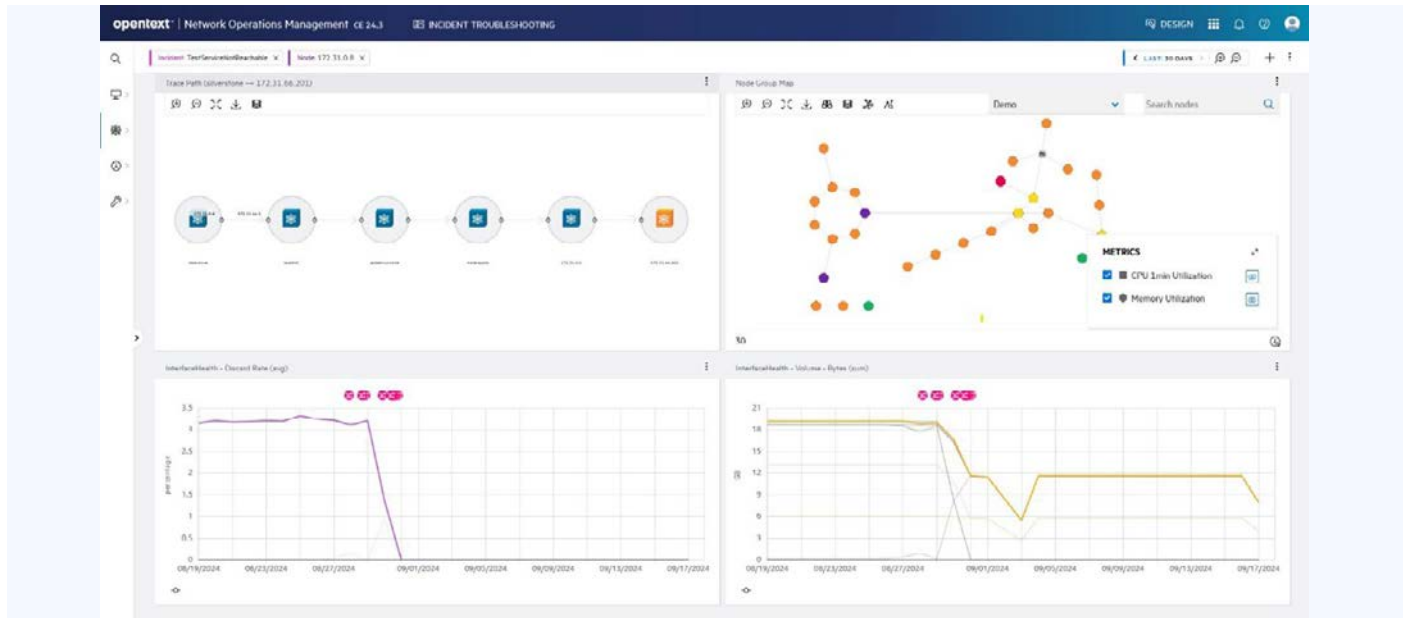 opentext™ | Network Operations Management CE 24.3
INCIDENT TROUBLESHOOTING
DESIGN
Incident: TestServiceNotReachable ×
Node: 172.31.0.8 ×
LAST 30 DAYS
Trace Path (silverstone — 172.31.66.201)
Node Group Map
Demo
Search nodes
METRICS
CPU 1min Utilization
Memory Utilization
30
InterfaceHealth - Discard Rate (avg)
percentage
3.5
3
2.5
2
1.5
1
0.5
0
08/19/2024 08/23/2024 08/27/2024 09/01/2024 09/05/2024 09/09/2024 09/13/2024 09/17/2024
InterfaceHealth - Volume - Bytes (sum)
21
18
15
12
9
6
3
0
08/19/2024 08/23/2024 08/27/2024 09/01/2024 09/05/2024 09/09/2024 09/13/2024 09/17/2024